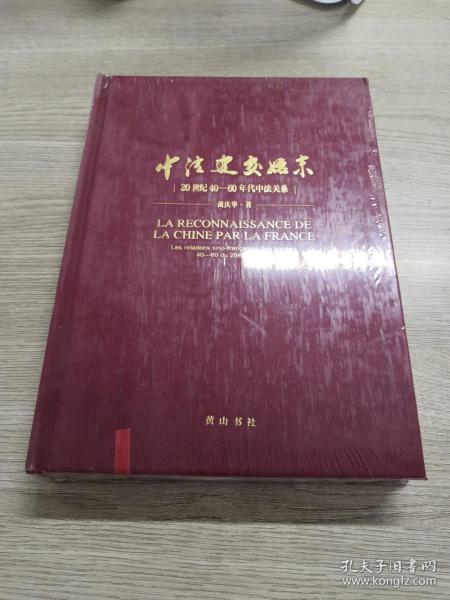 中法建交始末
20世纪40—60年代中法关系
黄庆华·著
LA RECONNAISSANCE DE
LA CHINE PAR LA FRANCE
Les relations sino-françaises
40—60 du 20e
黄山书社
孔夫子旧书网
www.kongfz.com